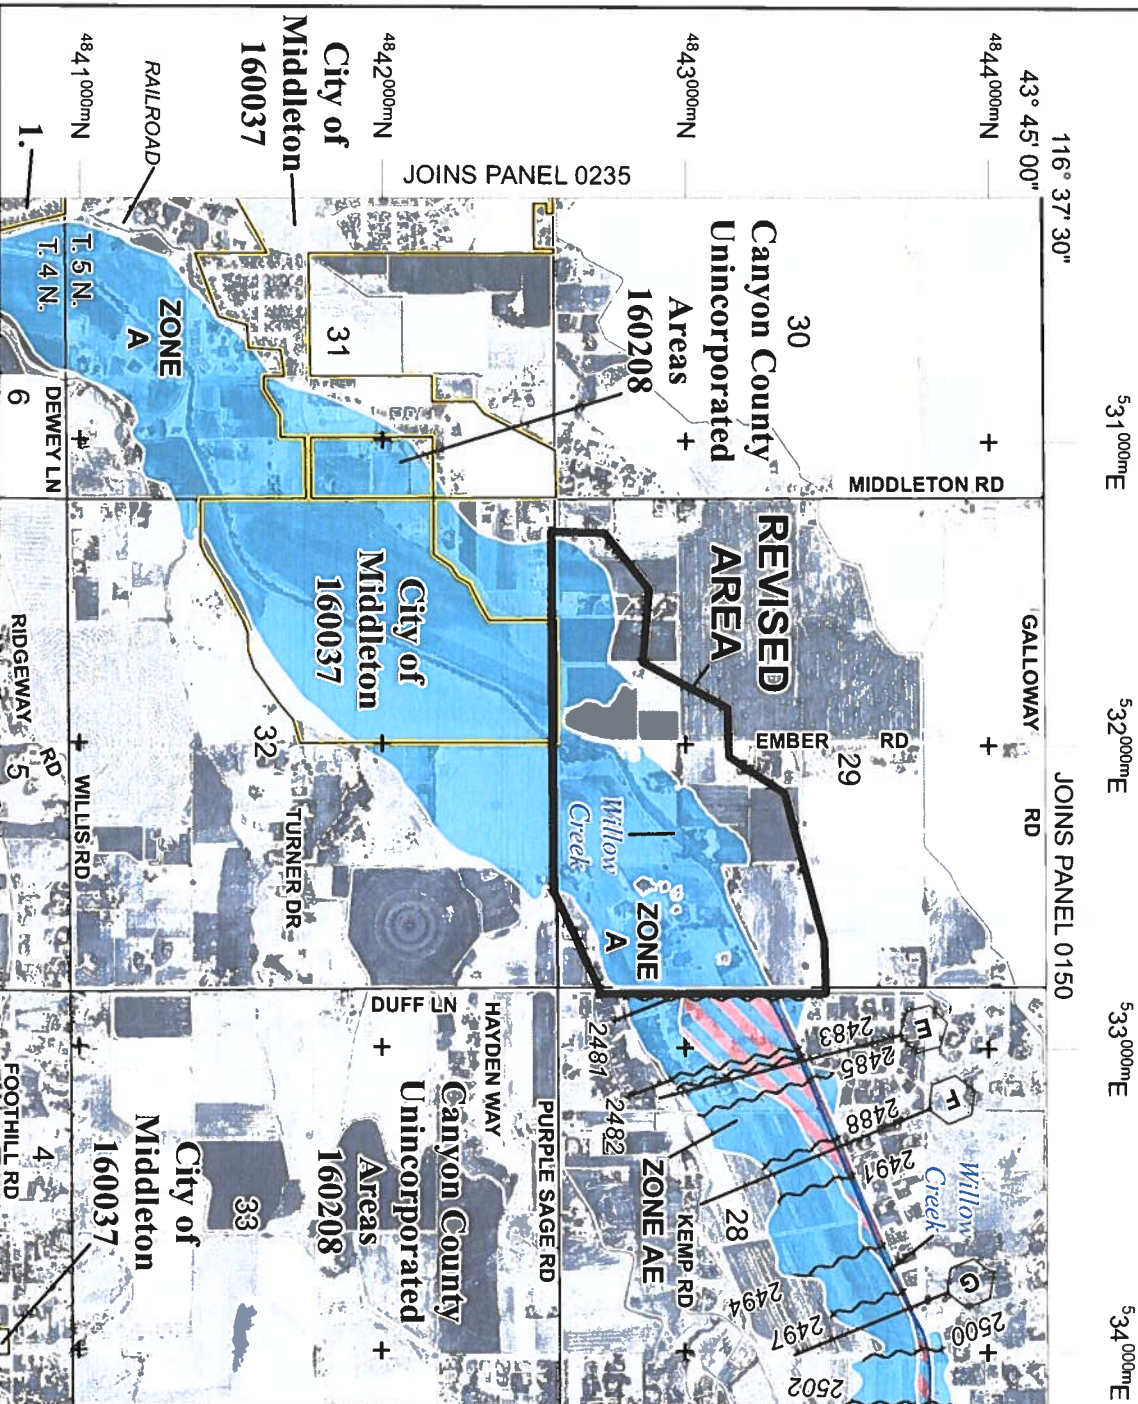 116° 37' 30"
43° 45' 00"
⁵31⁰⁰⁰ᵐE
⁵32⁰⁰⁰ᵐE
⁵33⁰⁰⁰ᵐE
⁵34⁰⁰⁰ᵐE
JOINS PANEL 0150
⁴⁸44⁰⁰⁰ᵐN
⁴⁸43⁰⁰⁰ᵐN
⁴⁸42⁰⁰⁰ᵐN
⁴⁸41⁰⁰⁰ᵐN
JOINS PANEL 0235
GALLOWAY
RD
MIDDLETON RD
30
Canyon County
Unincorporated
Areas
160208
REVISED
AREA
EMBER
RD
29
Willow
Creek
ZONE
A
E
F
G
2481
2482
2483
2485
2488
2491
2494
2497
2500
2502
Willow
Creek
ZONE AE
KEMP RD
28
City of
Middleton
160037
31
City of
Middleton
160037
32
TURNER DR
PURPLE SAGE RD
HAYDEN WAY
DUFF LN
Canyon County
Unincorporated
Areas
160208
33
City of
Middleton
160037
RAILROAD
1.
ZONE
A
T. 5 N.
T. 4 N.
DEWEY LN
6
WILLIS RD
RIDGEWAY
RD
5
4
FOOTHILL RD